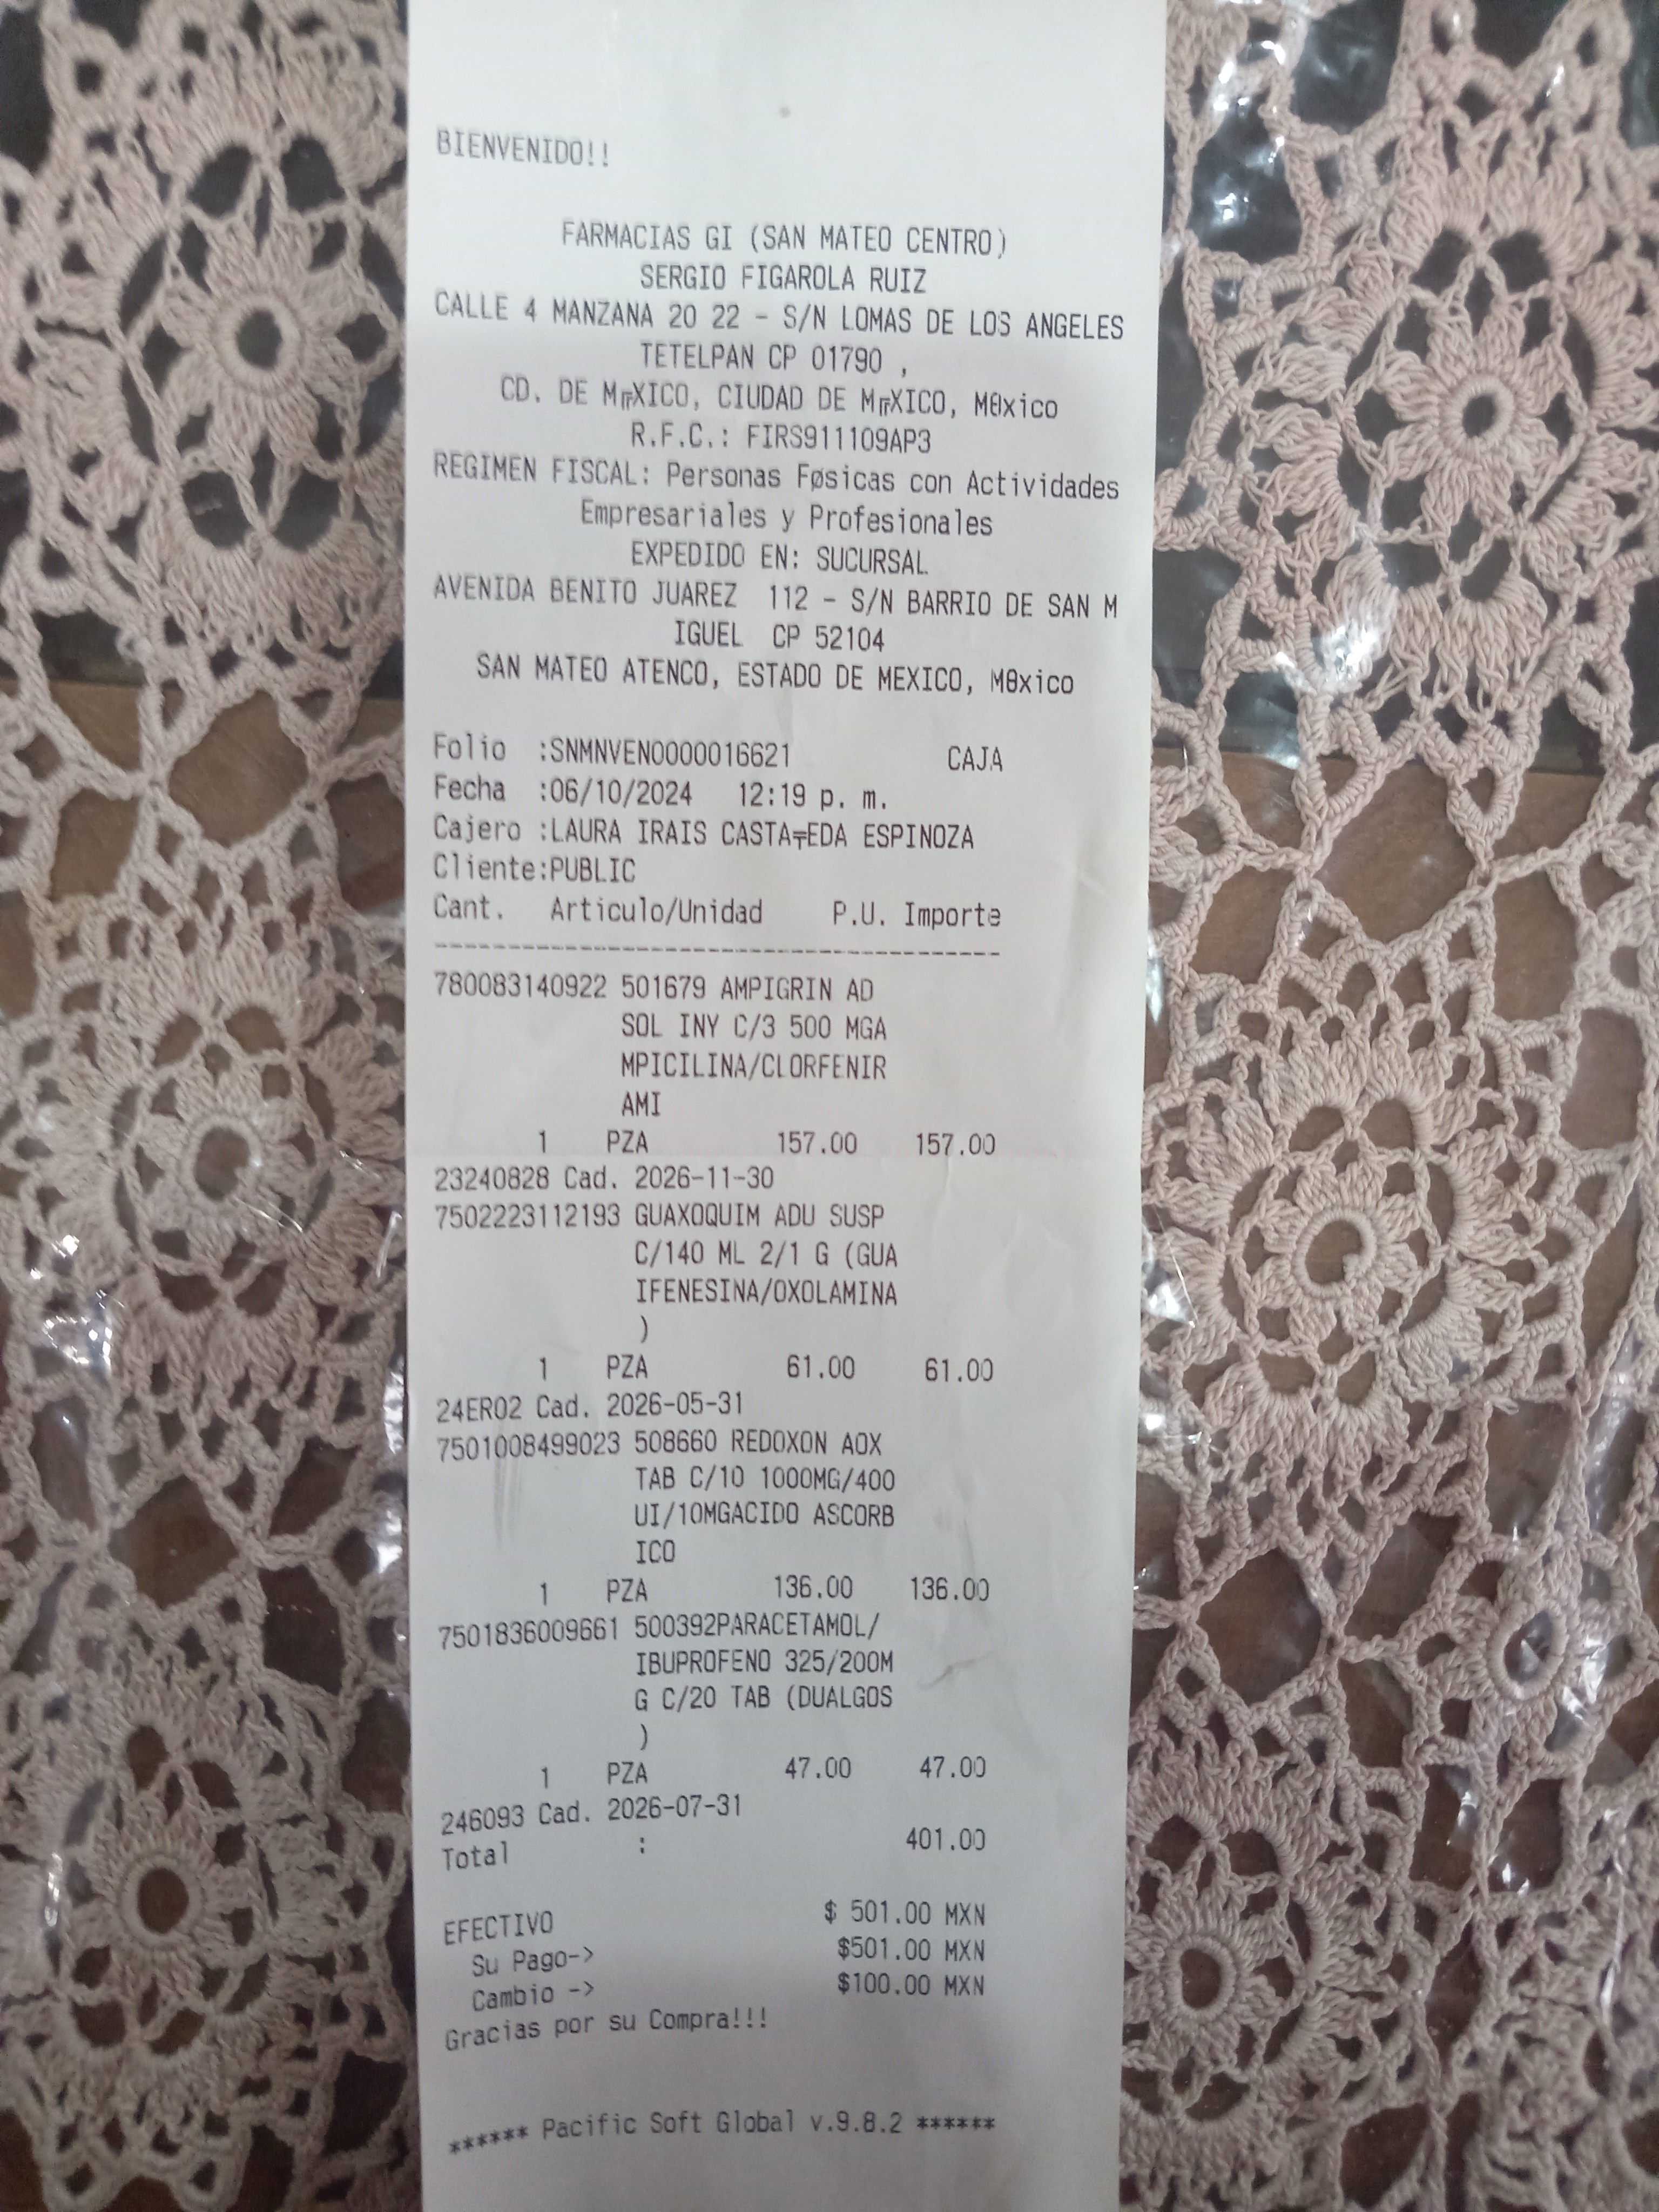 BIENVENIDO!!
FARMACIAS GI (SAN MATEO CENTRO)
SERGIO FIGAROLA RUIZ
CALLE 4 MANZANA 20 22 - S/N LOMAS DE LOS ANGELES
TETELPAN CP 01790 ,
CD. DE M╓XICO, CIUDAD DE M╓XICO, MΘxico
R.F.C.: FIRS911109AP3
REGIMEN FISCAL: Personas Føsicas con Actividades
Empresariales y Profesionales
EXPEDIDO EN: SUCURSAL
AVENIDA BENITO JUAREZ 112 - S/N BARRIO DE SAN M
IGUEL CP 52104
SAN MATEO ATENCO, ESTADO DE MEXICO, MΘxico
Folio :SNMNVEN0000016621 CAJA
Fecha :06/10/2024 12:19 p. m.
Cajero :LAURA IRAIS CASTA╤EDA ESPINOZA
Cliente:PUBLIC
Cant. Articulo/Unidad P.U. Importe
------------------------------------------------
780083140922 501679 AMPIGRIN AD
SOL INY C/3 500 MGA
MPICILINA/CLORFENIR
AMI
1 PZA 157.00 157.00
23240828 Cad. 2026-11-30
7502223112193 GUAXOQUIM ADU SUSP
C/140 ML 2/1 G (GUA
IFENESINA/OXOLAMINA
)
1 PZA 61.00 61.00
24ER02 Cad. 2026-05-31
7501008499023 508660 REDOXON AOX
TAB C/10 1000MG/400
UI/10MGACIDO ASCORB
ICO
1 PZA 136.00 136.00
7501836009661 500392PARACETAMOL/
IBUPROFENO 325/200M
G C/20 TAB (DUALGOS
)
1 PZA 47.00 47.00
246093 Cad. 2026-07-31
Total : 401.00
EFECTIVO $ 501.00 MXN
Su Pago-> $501.00 MXN
Cambio -> $100.00 MXN
Gracias por su Compra!!!
****** Pacific Soft Global v.9.8.2 ******